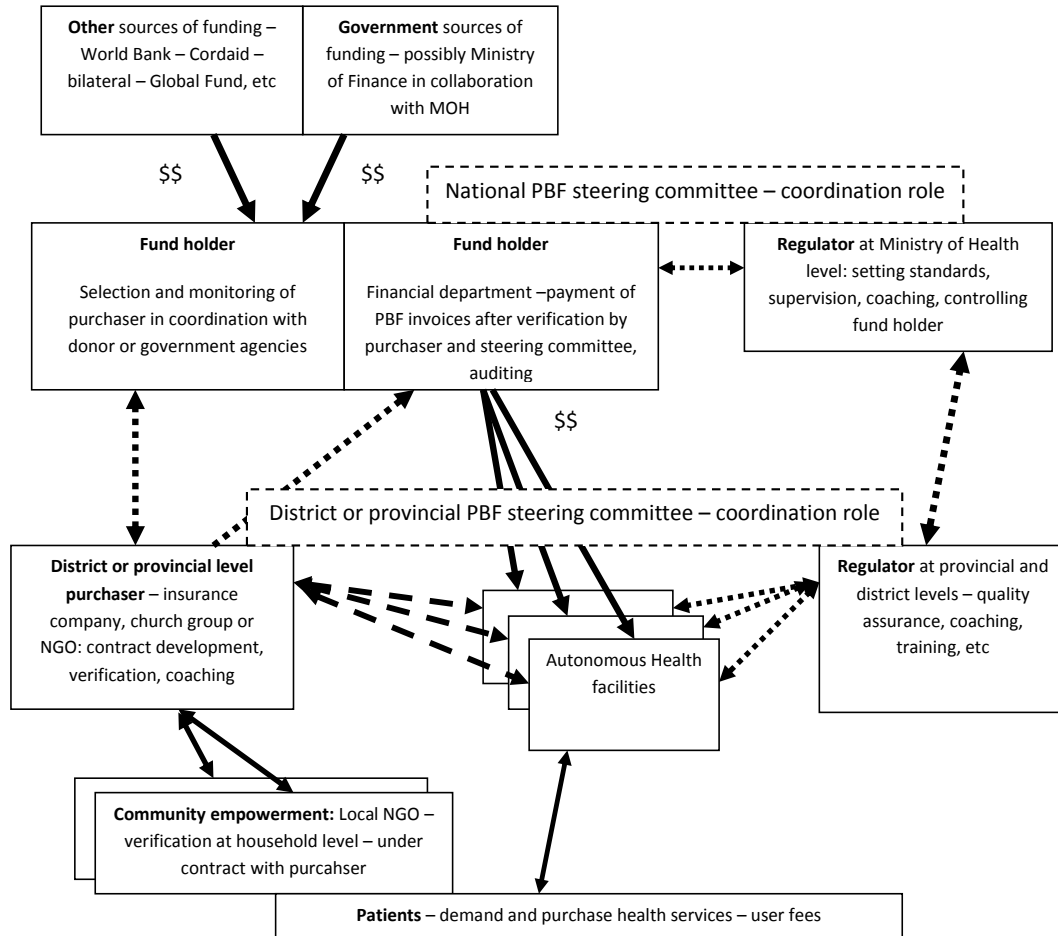 Other sources of funding –
World Bank – Cordaid –
bilateral – Global Fund, etc
Government sources of
funding – possibly Ministry
of Finance in collaboration
with MOH
$$
$$
National PBF steering committee – coordination role
Fund holder
Selection and monitoring of
purchaser in coordination with
donor or government agencies
Fund holder
Financial department –payment of
PBF invoices after verification by
purchaser and steering committee,
auditing
Regulator at Ministry of Health
level: setting standards,
supervision, coaching, controlling
fund holder
$$
District or provincial PBF steering committee – coordination role
District or provincial level
purchaser – insurance
company, church group or
NGO: contract development,
verification, coaching
Autonomous Health
facilities
Regulator at provincial and
district levels – quality
assurance, coaching,
training, etc
Community empowerment: Local NGO –
verification at household level – under
contract with purcahser
Patients – demand and purchase health services – user fees